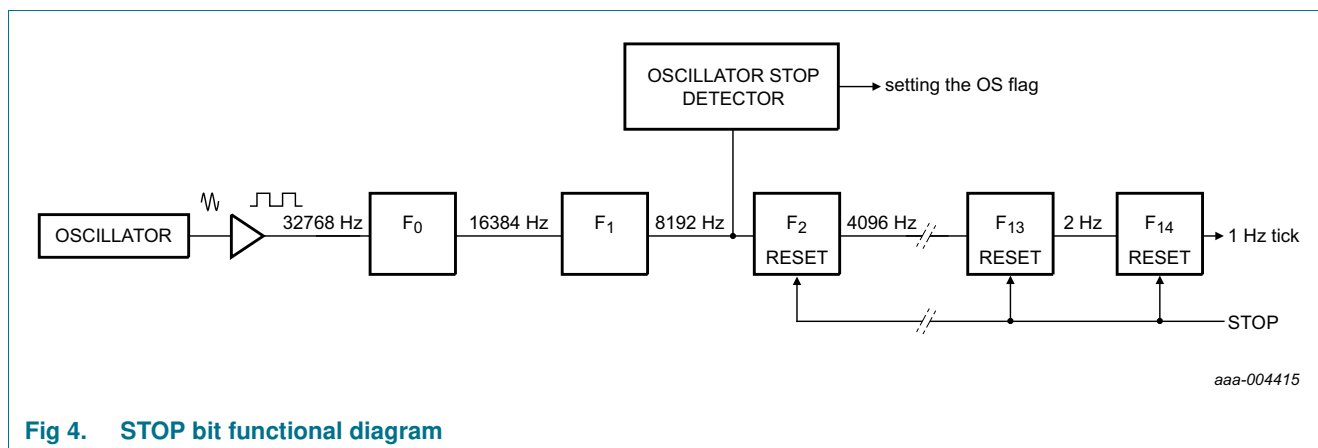 OSCILLATOR STOP
DETECTOR
setting the OS flag
OSCILLATOR
32768 Hz
F0
16384 Hz
F1
8192 Hz
F2
RESET
4096 Hz
F13
RESET
2 Hz
F14
RESET
1 Hz tick
STOP
aaa-004415
Fig 4. STOP bit functional diagram